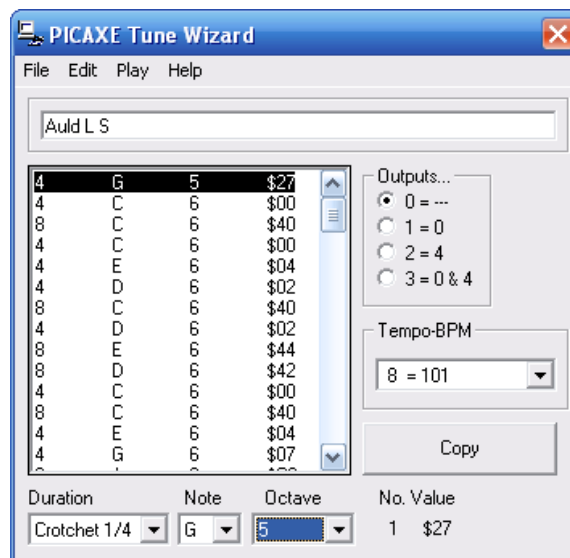 PICAXE Tune Wizard
File Edit Play Help
Auld L S
4 G 5 $27
4 C 6 $00
8 C 6 $40
4 C 6 $00
4 E 6 $04
4 D 6 $02
8 C 6 $40
4 D 6 $02
8 E 6 $44
8 D 6 $42
4 C 6 $00
8 C 6 $40
4 E 6 $04
4 G 6 $07
Outputs...
0 = ---
1 = 0
2 = 4
3 = 0 & 4
Tempo-BPM
8 = 101
Copy
Duration Note Octave No. Value
Crotchet 1/4 G 5 1 $27